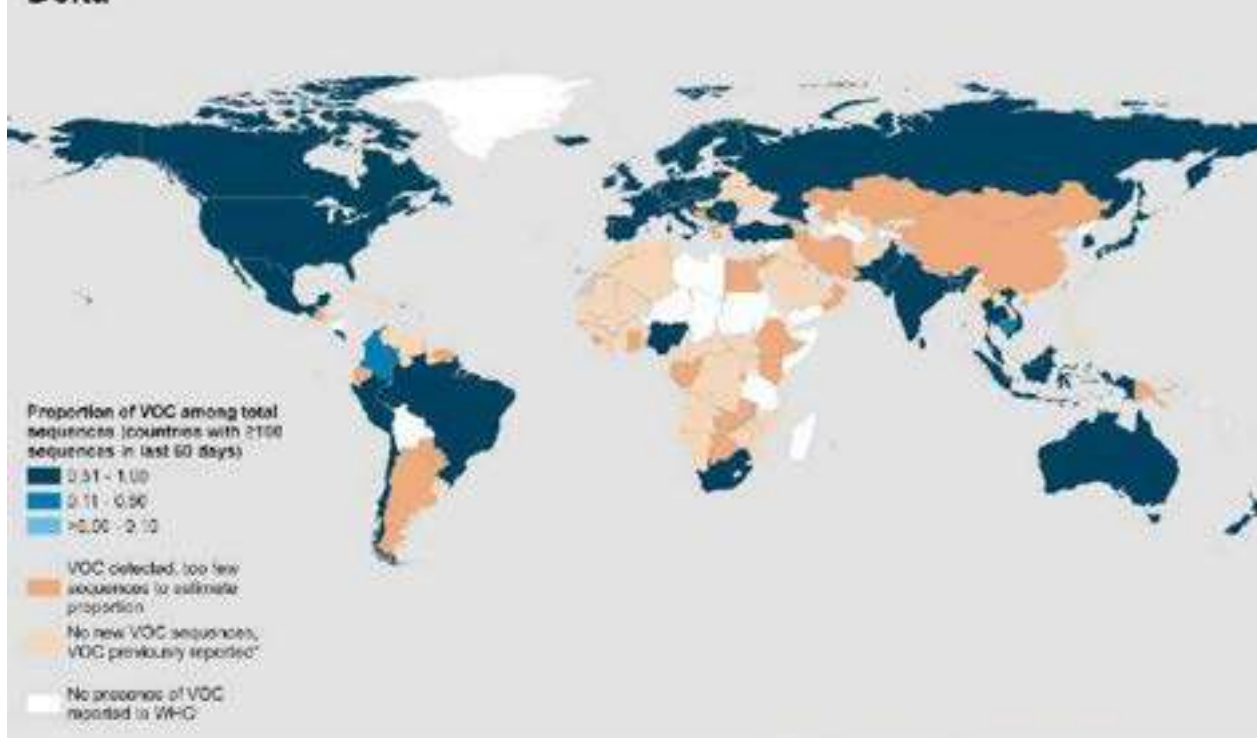 Delta
Proportion of VOC among total
sequences (countries with ≥100
sequences in last 60 days)
0.51 - 1.00
0.11 - 0.50
>0.00 - 0.10
VOC detected, too few
sequences to estimate
proportion
No new VOC sequences,
VOC previously reported*
No presence of VOC
reported to WHO